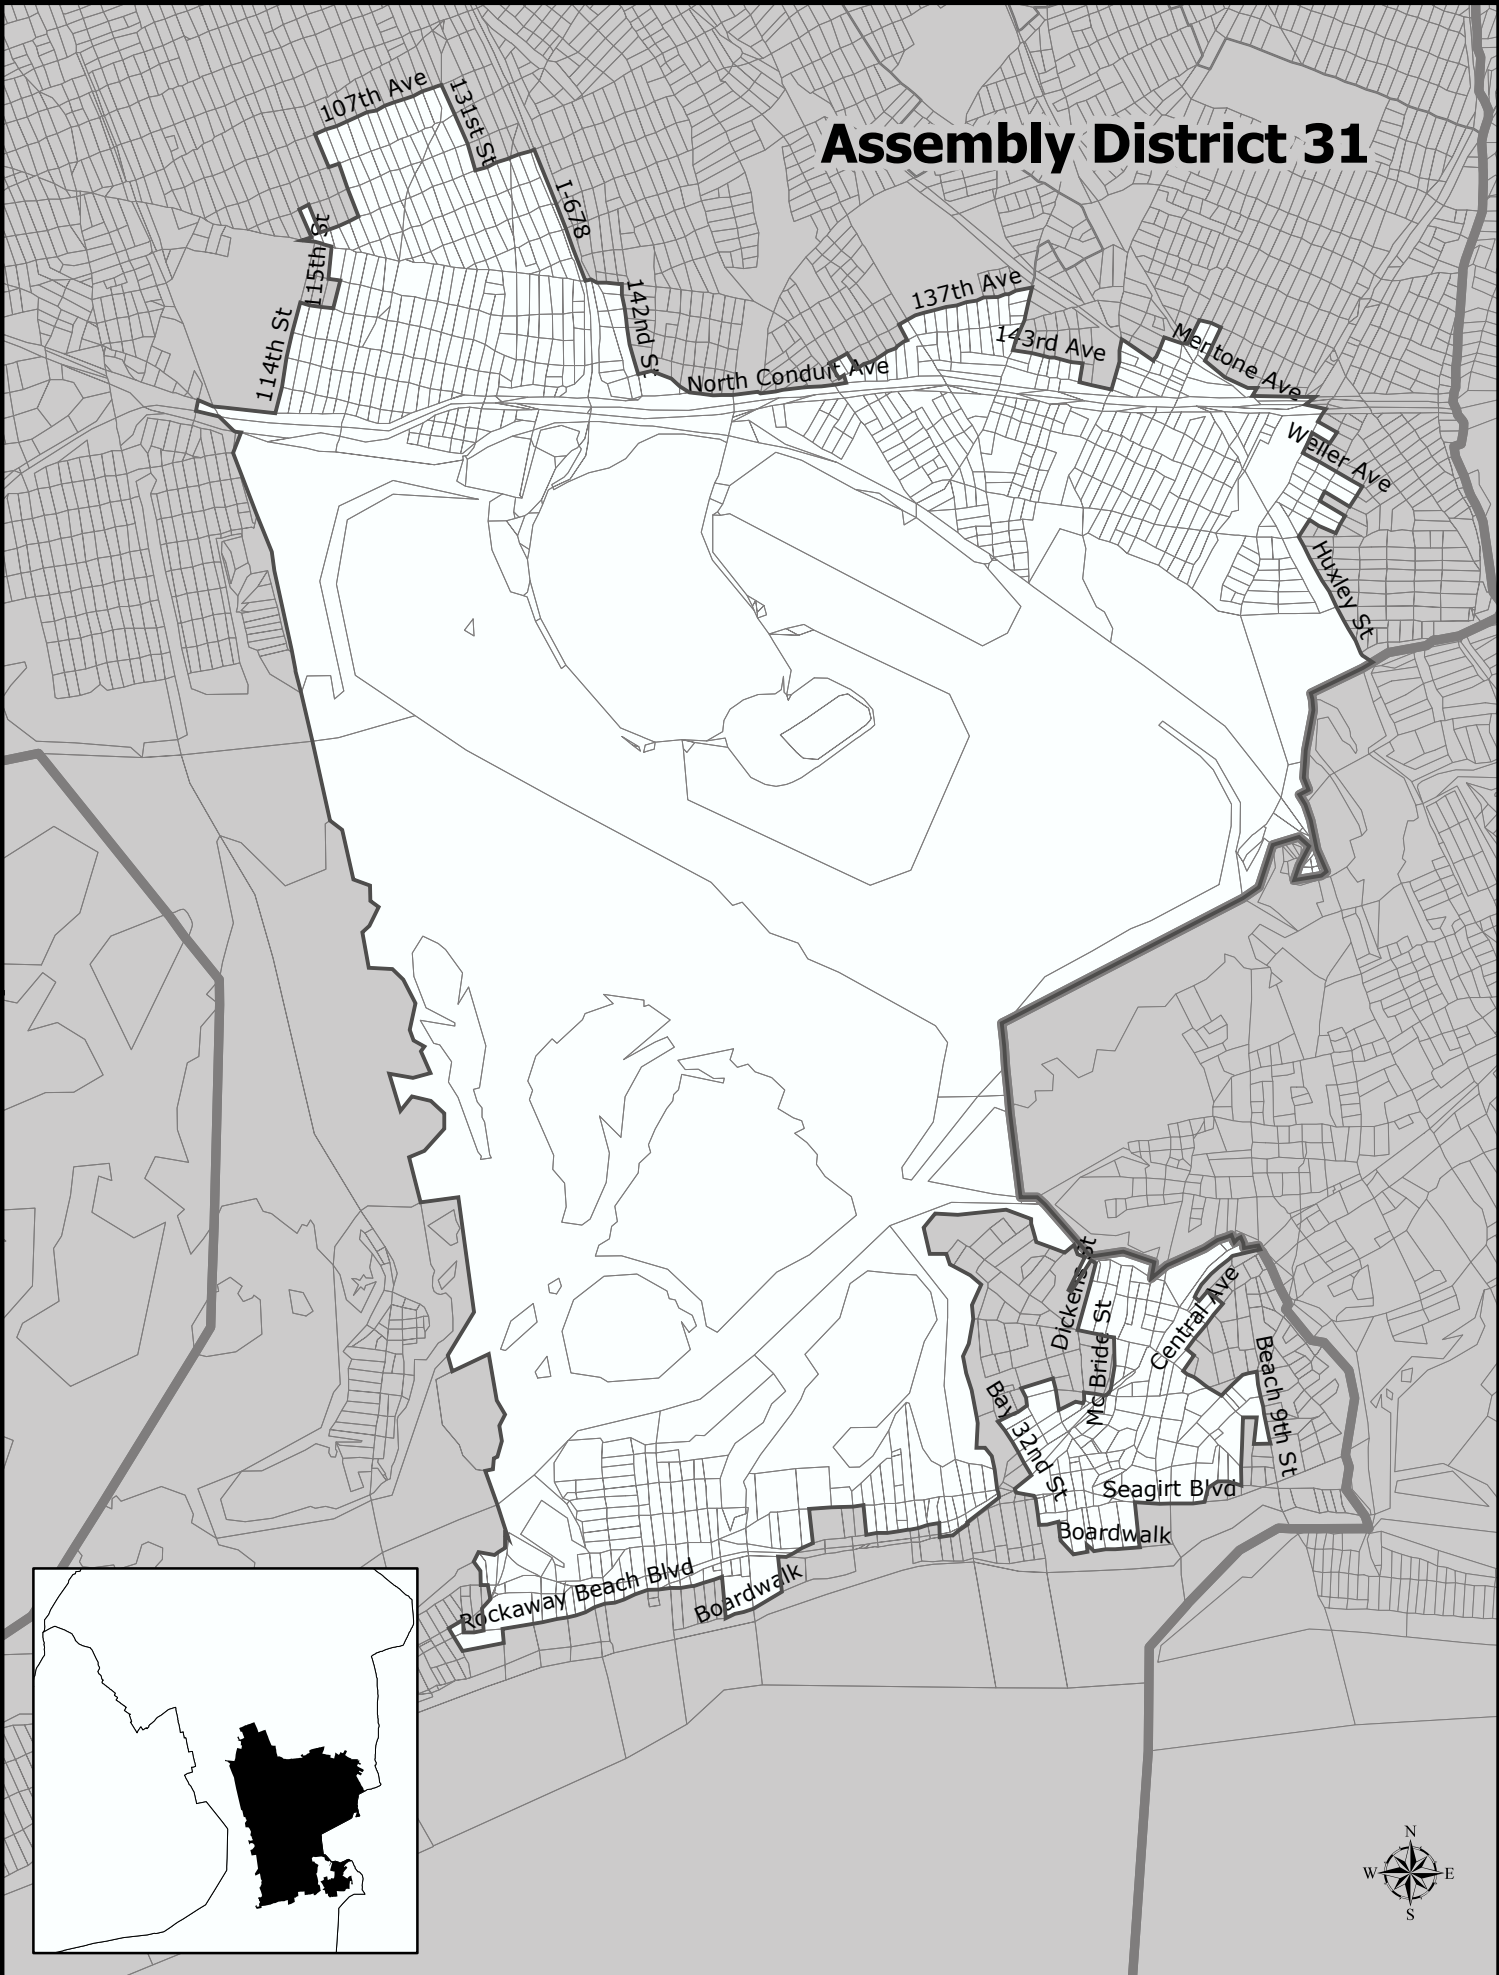 Assembly District 31
107th Ave
131st St
I-678
115th St
114th St
142nd St
North Conduit Ave
137th Ave
143rd Ave
Mentone Ave
Weller Ave
Huxley St
Dickens St
Mc Bride St
Central Ave
Beach 9th St
Bay 32nd St
Seagirt Blvd
Boardwalk
Rockaway Beach Blvd
Boardwalk
N
W E
S